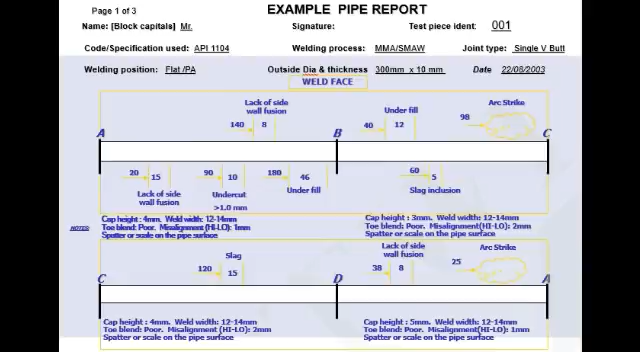 Page 1 of 3
EXAMPLE PIPE REPORT
Name: [Block capitals] Mr.
Signature:
Test piece ident: 001
Code/Specification used: API 1104
Welding process: MMA/SMAW
Joint type: Single V Butt
Welding position: Flat /PA
Outside Dia & thickness 300mm x 10 mm
Date 22/08/2003
WELD FACE
Lack of side
wall fusion
140 8
Under fill
40 12
Arc Strike
98
A B C
20 15
Lack of side
wall fusion
90 10
Undercut
>1.0 mm
180 46
Under fill
60 5
Slag inclusion
NOTES:
Cap height : 4mm. Weld width: 12-14mm
Toe blend: Poor. Misalignment(HI-LO): 1mm
Spatter or scale on the pipe surface
Cap height : 3mm. Weld width: 12-14mm
Toe blend: Poor. Misalignment(HI-LO): 2mm
Spatter or scale on the pipe surface
Slag
120 15
Lack of side
wall fusion
38 8
Arc Strike
25
C D A
Cap height : 4mm. Weld width: 12-14mm
Toe blend: Poor. Misalignment(HI-LO): 2mm
Spatter or scale on the pipe surface
Cap height : 5mm. Weld width: 12-14mm
Toe blend: Poor. Misalignment(HI-LO): 1mm
Spatter or scale on the pipe surface